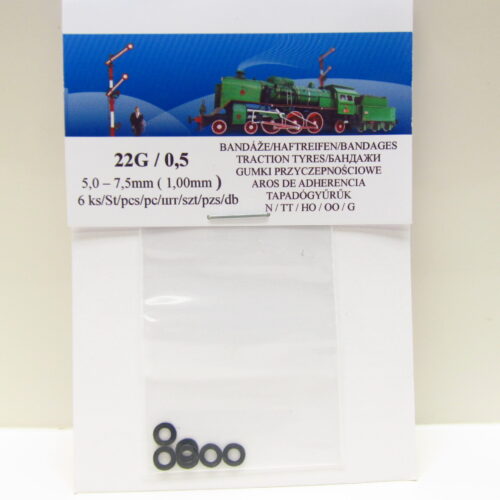 22G / 0,5
5,0 – 7,5mm ( 1,00mm )
6 ks/St/pcs/pc/urr/szt/pzs/db
BANDÁŽE/HAFTREIFEN/BANDAGES
TRACTION TYRES/БАНДАЖИ
GUMKI PRZYCZEPNOŚCIOWE
AROS DE ADHERENCIA
TAPADÓGYŰRŰK
N / TT / HO / OO / G